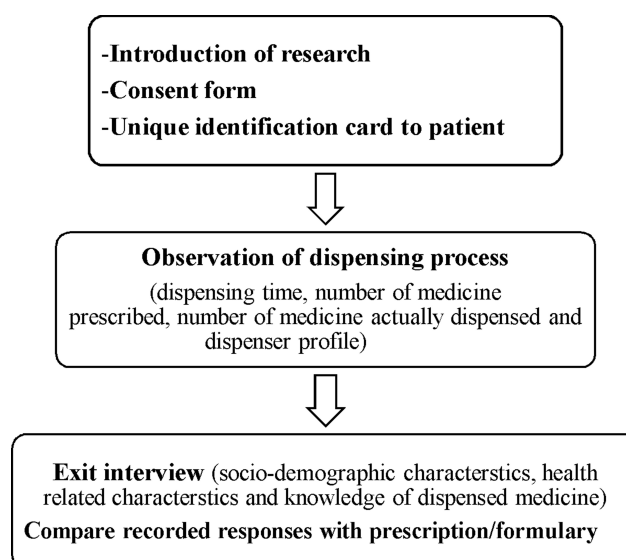 -Introduction of research
-Consent form
-Unique identification card to patient
Observation of dispensing process
(dispensing time, number of medicine
prescribed, number of medicine actually dispensed and
dispenser profile)
Exit interview (socio-demographic characterstics, health
related characterstics and knowledge of dispensed medicine)
Compare recorded responses with prescription/formulary